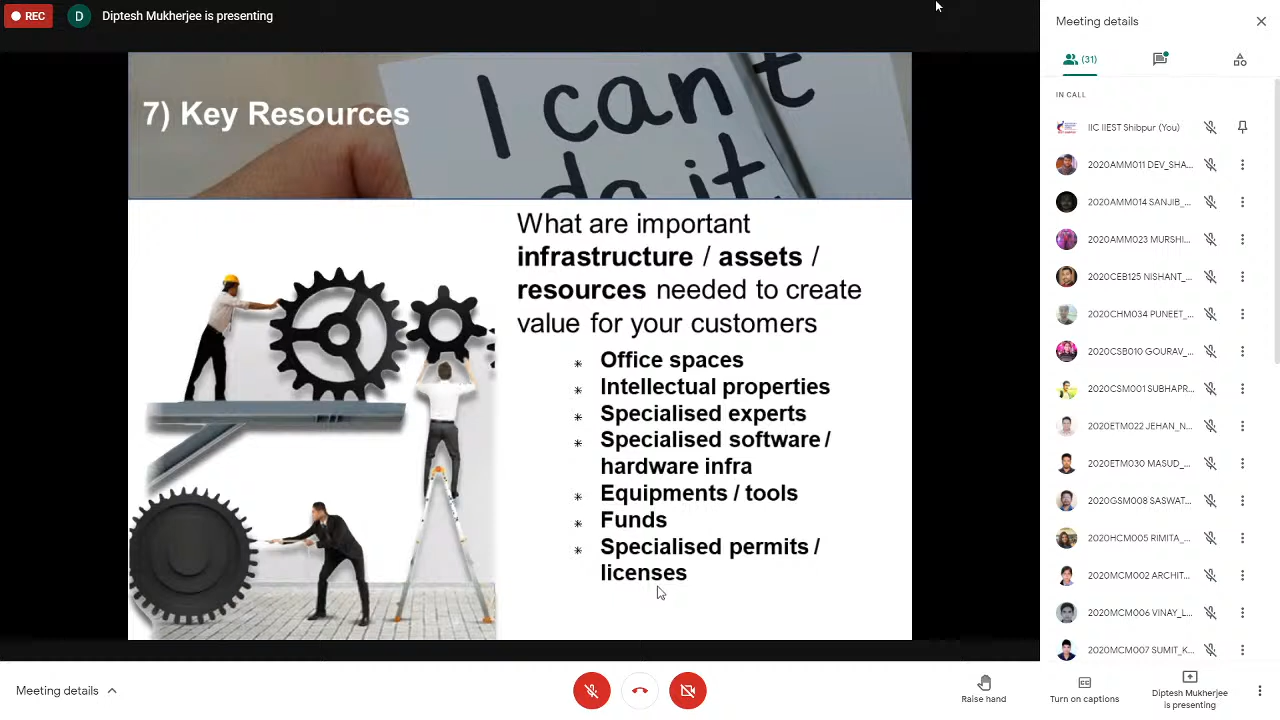 REC
D
Diptesh Mukherjee is presenting
Meeting details
(31)
7) Key Resources
I can't
do it
IN CALL
IIC IIEST Shibpur (You)
2020AMM011 DEV_SHA...
2020AMM014 SANJIB_...
2020AMM023 MURSHI...
2020CEB125 NISHANT_...
2020CHM034 PUNEET_...
2020CSB010 GOURAV_...
2020CSM001 SUBHAPR...
2020ETM022 JEHAN_N...
2020ETM030 MASUD_...
2020GSM008 SASWAT...
2020HCM005 RIMITA_...
2020MCM002 ARCHIT...
2020MCM006 VINAY_L...
2020MCM007 SUMIT_K...
What are important
infrastructure / assets /
resources needed to create
value for your customers
* Office spaces
* Intellectual properties
* Specialised experts
* Specialised software /
hardware infra
* Equipments / tools
* Funds
* Specialised permits /
licenses
Meeting details
Raise hand
CC
Turn on captions
Diptesh Mukherjee
is presenting